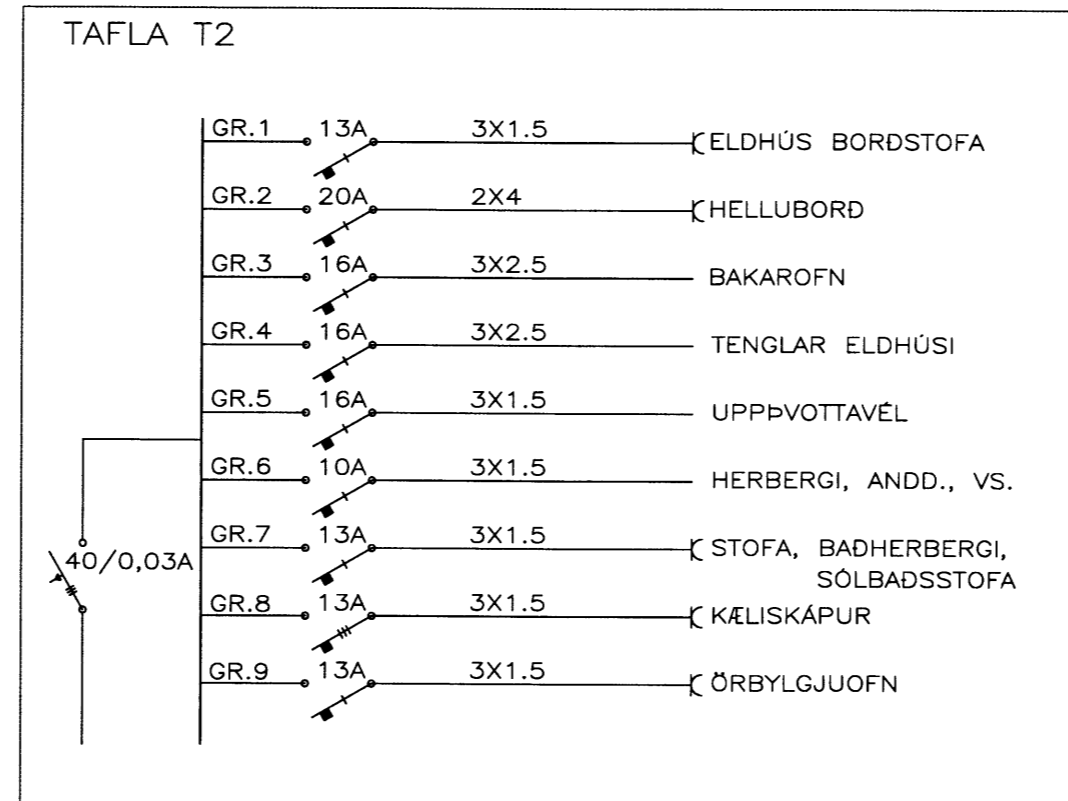 TAFLA T2
GR.1 13A 3X1.5 ELDHÚS BORÐSTOFA
GR.2 20A 2X4 HELLUBORÐ
GR.3 16A 3X2.5 BAKAROFN
GR.4 16A 3X2.5 TENGLAR ELDHÚSI
GR.5 16A 3X1.5 UPPÞVOTTAVÉL
GR.6 10A 3X1.5 HERBERGI, ANDD., VS.
GR.7 13A 3X1.5 STOFA, BAÐHERBERGI,
40/0,03A SÓLBAÐSSTOFA
GR.8 13A 3X1.5 KÆLISKÁPUR
GR.9 13A 3X1.5 ÖRBYLGJUOFN